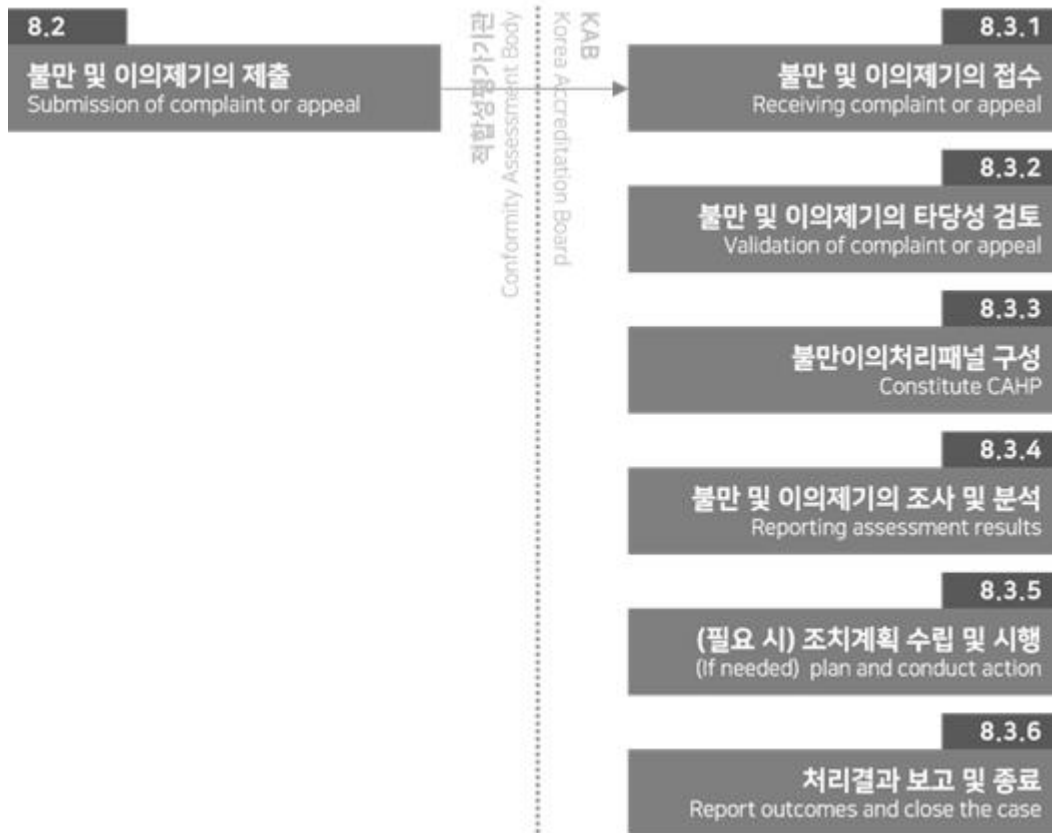 8.2
불만 및 이의제기의 제출
Submission of complaint or appeal
적합성평가기관
Conformity Assessment Body
KAB
Korea Accreditation Board
8.3.1
불만 및 이의제기의 접수
Receiving complaint or appeal
8.3.2
불만 및 이의제기의 타당성 검토
Validation of complaint or appeal
8.3.3
불만이의처리패널 구성
Constitute CAHP
8.3.4
불만 및 이의제기의 조사 및 분석
Reporting assessment results
8.3.5
(필요 시) 조치계획 수립 및 시행
(If needed) plan and conduct action
8.3.6
처리결과 보고 및 종료
Report outcomes and close the case